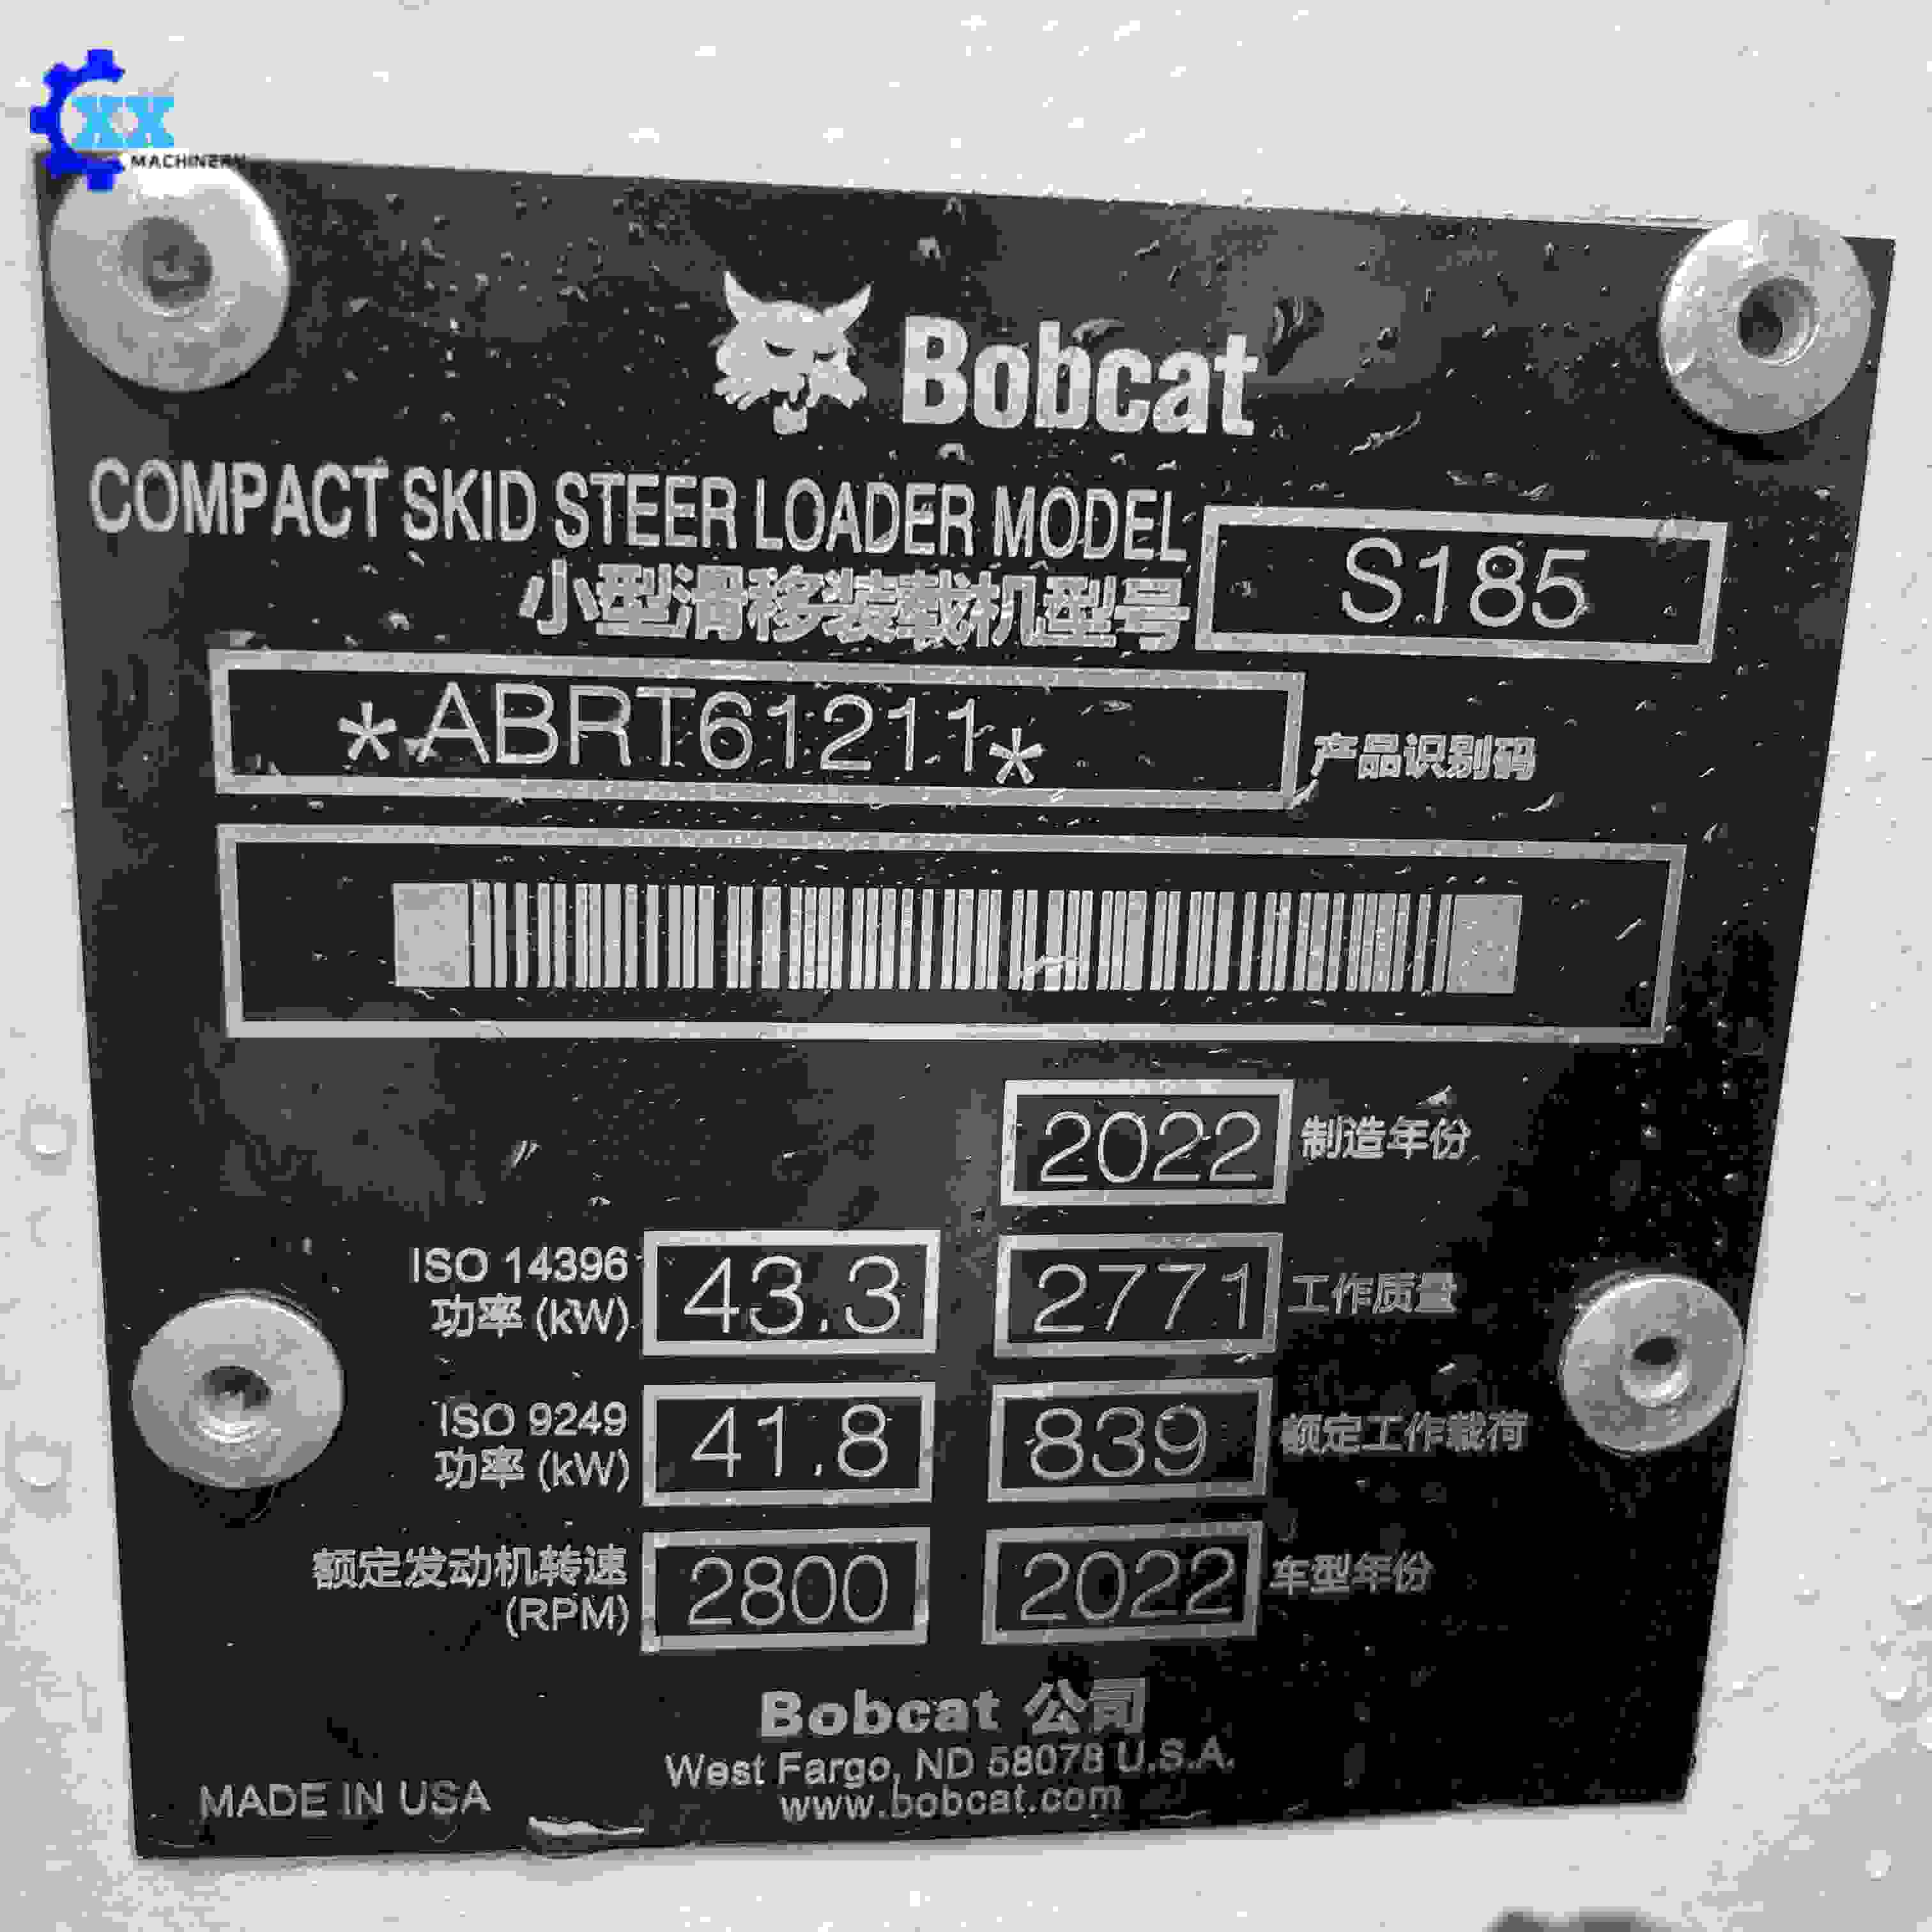 XX
MACHINERY
Bobcat
COMPACT SKID STEER LOADER MODEL
小型滑移装载机型号
S185
*ABRT61211*
产品识别码
2022 制造年份
ISO 14396
功率 (kW)
43.3
2771 工作质量
ISO 9249
功率 (kW)
41.8
839 额定工作载荷
额定发动机转速
(RPM)
2800
2022 车型年份
Bobcat 公司
West Fargo, ND 58078 U.S.A.
www.bobcat.com
MADE IN USA